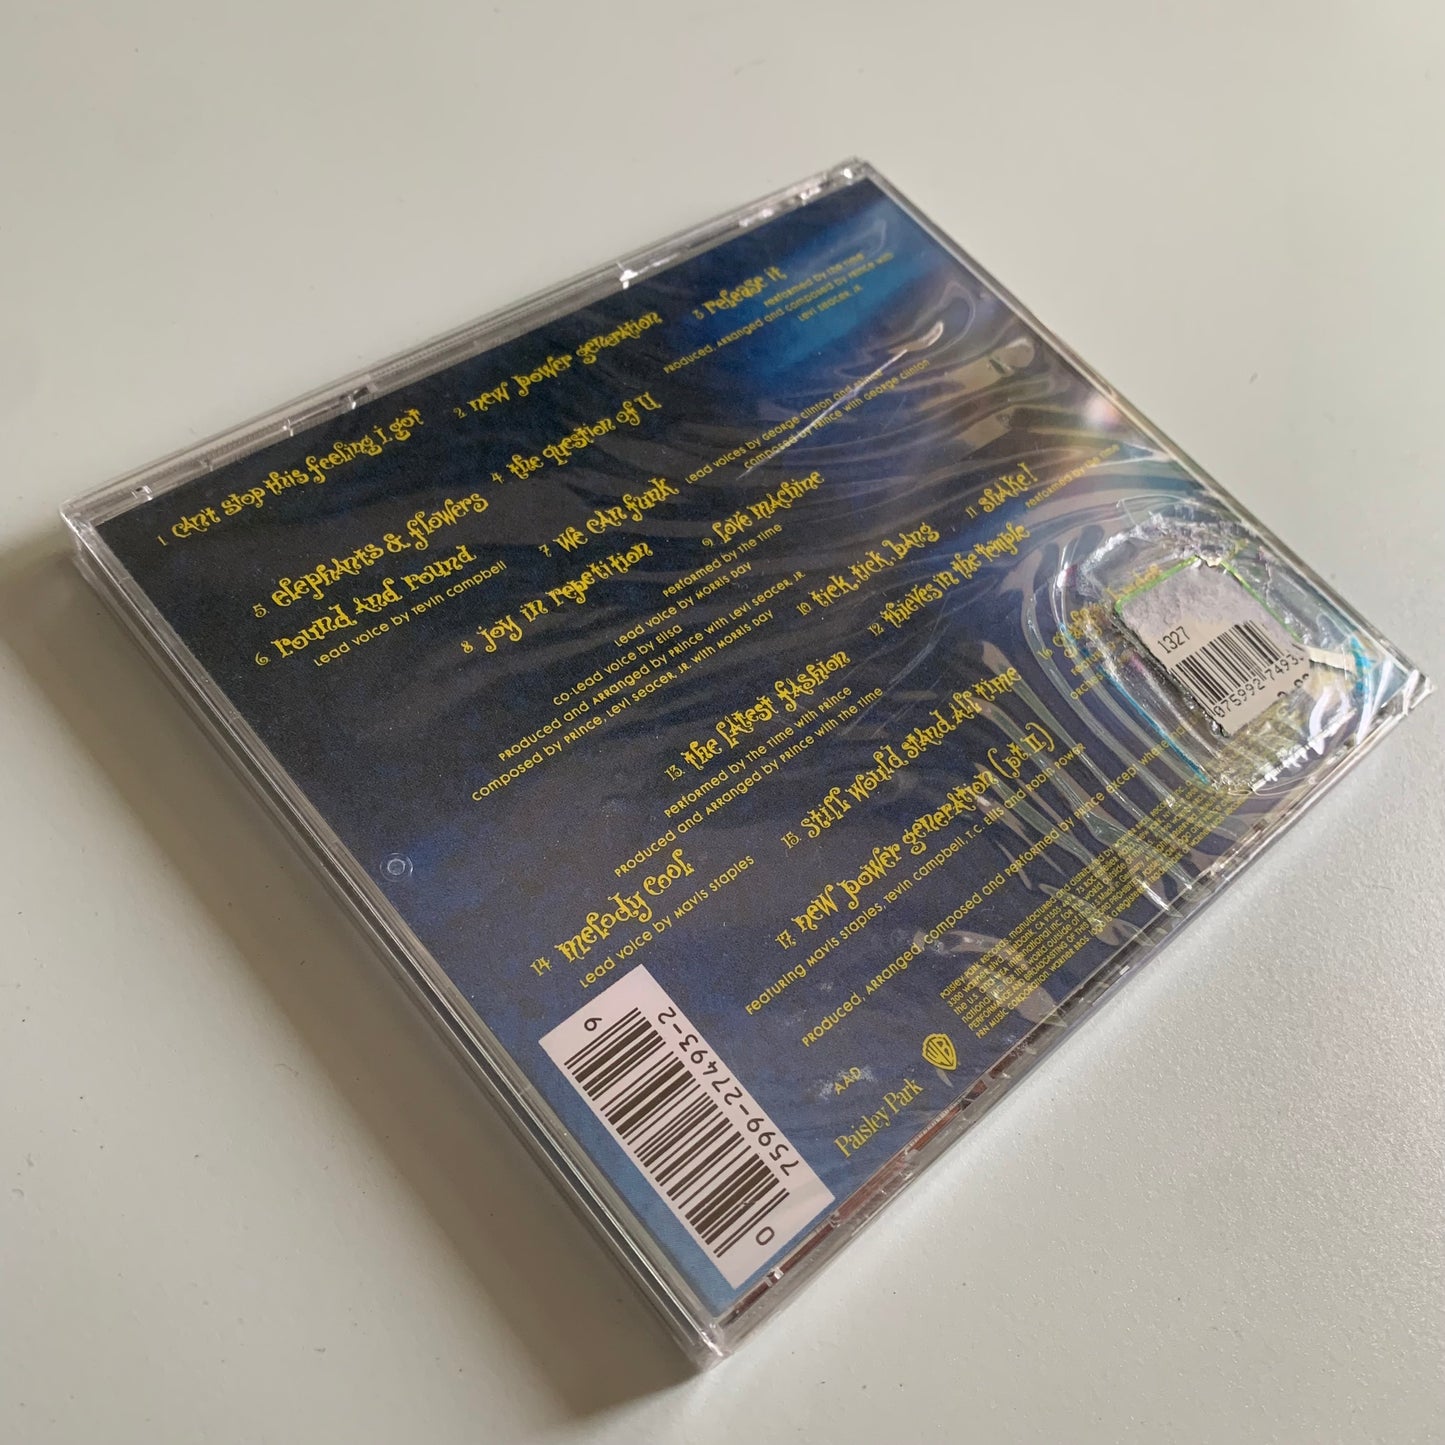 1 can't stop this feeling I got
2 new power generation
3 release it
Performed by the time
Produced, Arranged and composed by Prince with
Levi Seacer, Jr.
4 the question of U
5 elephants & flowers
6 round and round
Lead voice by Tevin Campbell
7 we can funk
Lead voices by George Clinton and Prince
composed by Prince with George Clinton
8 joy in repetition
9 love machine
Performed by the time
Lead voice by Morris Day
co-Lead voice by Elisa
Produced and Arranged by Prince with Levi Seacer, Jr.
composed by Prince, Levi Seacer, Jr. with Morris Day
10 tick, tick, bang
11 shake!
Performed by the time
12 thieves in the temple
13. the latest fashion
Performed by the time with Prince
Produced and Arranged by Prince with the time
14 melody cool
Lead voice by Mavis Staples
15. still would stand all time
16
17. new power generation (pt. II)
featuring Mavis Staples, Tevin Campbell, T.C. Ellis and Robin Power
Produced, Arranged, composed and performed by Prince except where
1327
075992 7493
7599-27493-2
0
9
AAD
Paisley Park
WB